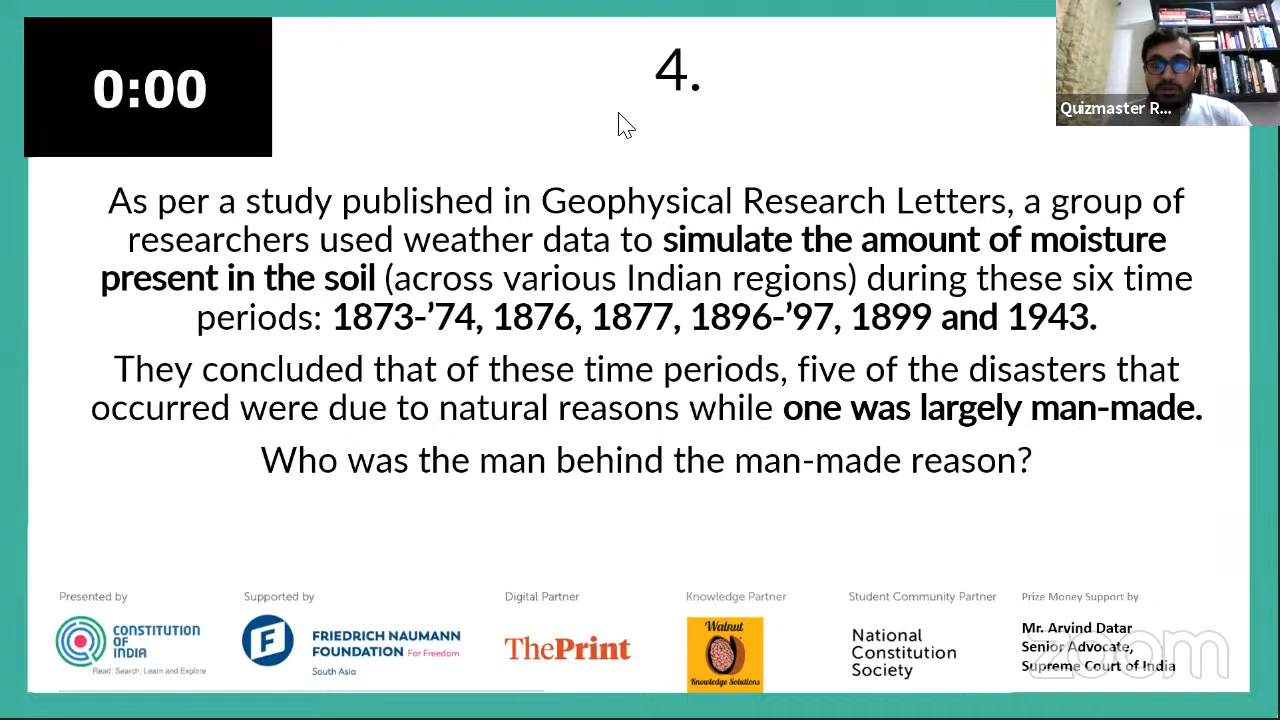 0:00
4.
Quizmaster R...
As per a study published in Geophysical Research Letters, a group of
researchers used weather data to simulate the amount of moisture
present in the soil (across various Indian regions) during these six time
periods: 1873-’74, 1876, 1877, 1896-’97, 1899 and 1943.
They concluded that of these time periods, five of the disasters that
occurred were due to natural reasons while one was largely man-made.
Who was the man behind the man-made reason?
Presented by
CONSTITUTION
OF
INDIA
Read, Search, Learn and Explore
Supported by
F
FRIEDRICH NAUMANN
FOUNDATION For Freedom.
South Asia
Digital Partner
ThePrint
Knowledge Partner
Walnut
Knowledge Solutions
Student Community Partner
National
Constitution
Society
Prize Money Support by
Mr. Arvind Datar
Senior Advocate,
Supreme Court of India
zoom